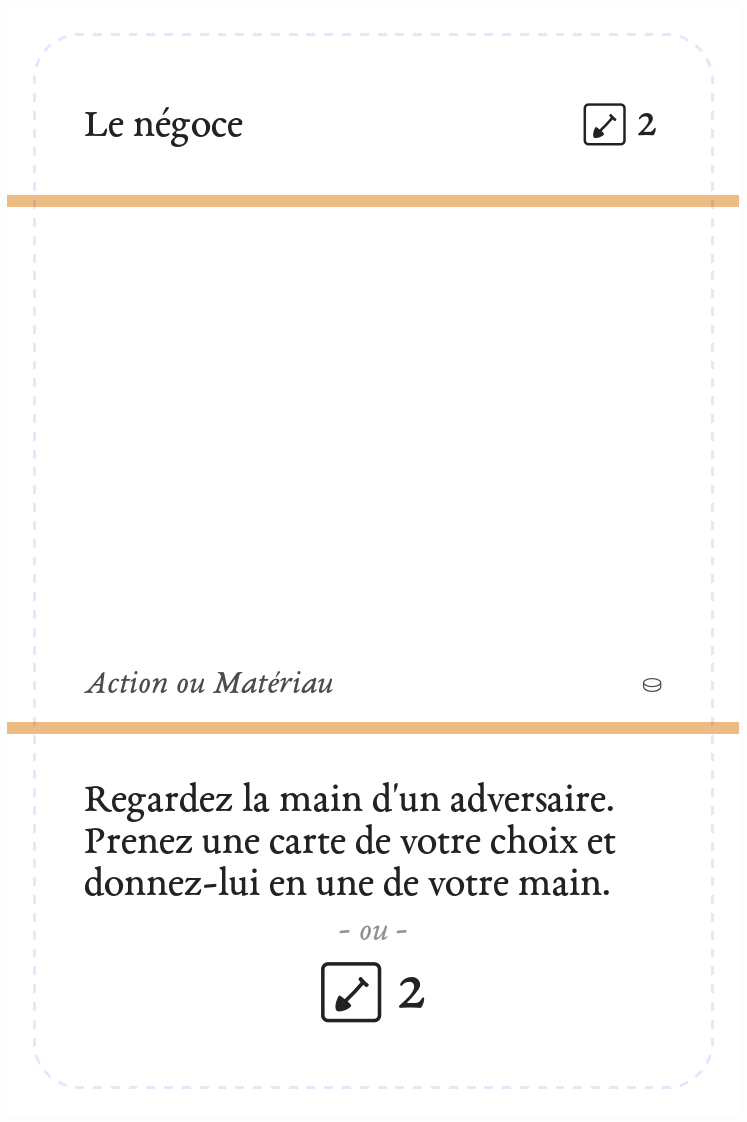 Le négoce
2
Action ou Matériau
Regardez la main d'un adversaire.
Prenez une carte de votre choix et
donnez-lui en une de votre main.
- ou -
2